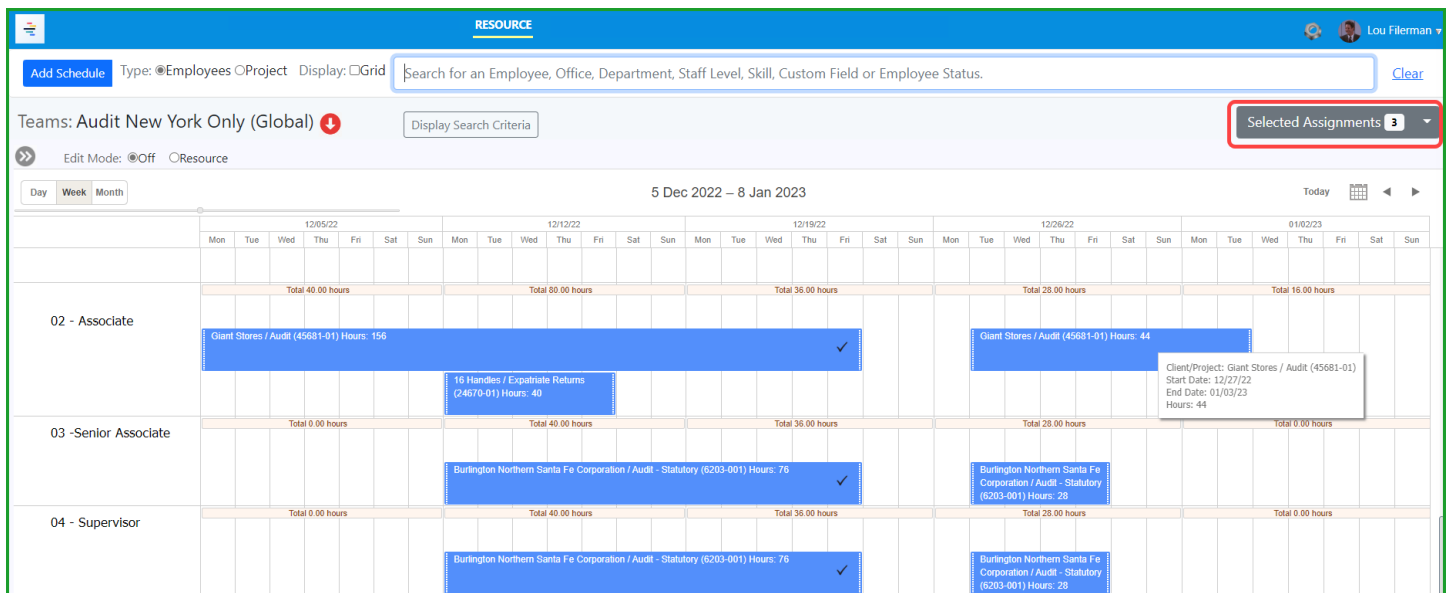 RESOURCE
Lou Filerman
Add Schedule Type: Employees Project Display: Grid Search for an Employee, Office, Department, Staff Level, Skill, Custom Field or Employee Status. Clear
Teams: Audit New York Only (Global) Display Search Criteria Selected Assignments 3
Edit Mode: Off Resource
Day Week Month 5 Dec 2022 – 8 Jan 2023 Today
12/05/22 12/12/22 12/19/22 12/26/22 01/02/23
Mon Tue Wed Thu Fri Sat Sun Mon Tue Wed Thu Fri Sat Sun Mon Tue Wed Thu Fri Sat Sun Mon Tue Wed Thu Fri Sat Sun Mon Tue Wed Thu Fri Sat Sun
Total 40.00 hours Total 80.00 hours Total 36.00 hours Total 28.00 hours Total 16.00 hours
02 - Associate
Giant Stores / Audit (45681-01) Hours: 156 Giant Stores / Audit (45681-01) Hours: 44
Client/Project: Giant Stores / Audit (45681-01)
Start Date: 12/27/22
End Date: 01/03/23
Hours: 44
16 Handles / Expatriate Returns
(24670-01) Hours: 40
Total 0.00 hours Total 40.00 hours Total 36.00 hours Total 28.00 hours Total 0.00 hours
03 -Senior Associate
Burlington Northern Santa Fe Corporation / Audit - Statutory (6203-001) Hours: 76
Burlington Northern Santa Fe
Corporation / Audit - Statutory
(6203-001) Hours: 28
Total 0.00 hours Total 40.00 hours Total 36.00 hours Total 28.00 hours Total 0.00 hours
04 - Supervisor
Burlington Northern Santa Fe Corporation / Audit - Statutory (6203-001) Hours: 76
Burlington Northern Santa Fe
Corporation / Audit - Statutory
(6203-001) Hours: 28